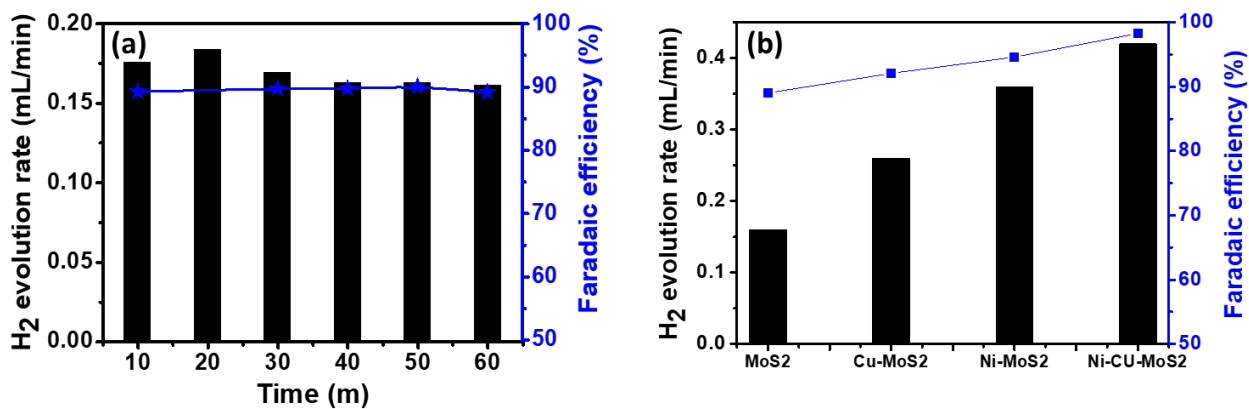 (a)
H2 evolution rate (mL/min)
0.20
0.15
0.10
0.05
0.00
10 20 30 40 50 60
Time (m)
100
90
80
70
60
50
Faradaic efficiency (%)
(b)
H2 evolution rate (mL/min)
0.4
0.3
0.2
0.1
0.0
MoS2 Cu-MoS2 Ni-MoS2 Ni-CU-MoS2
100
90
80
70
60
50
Faradaic efficiency (%)